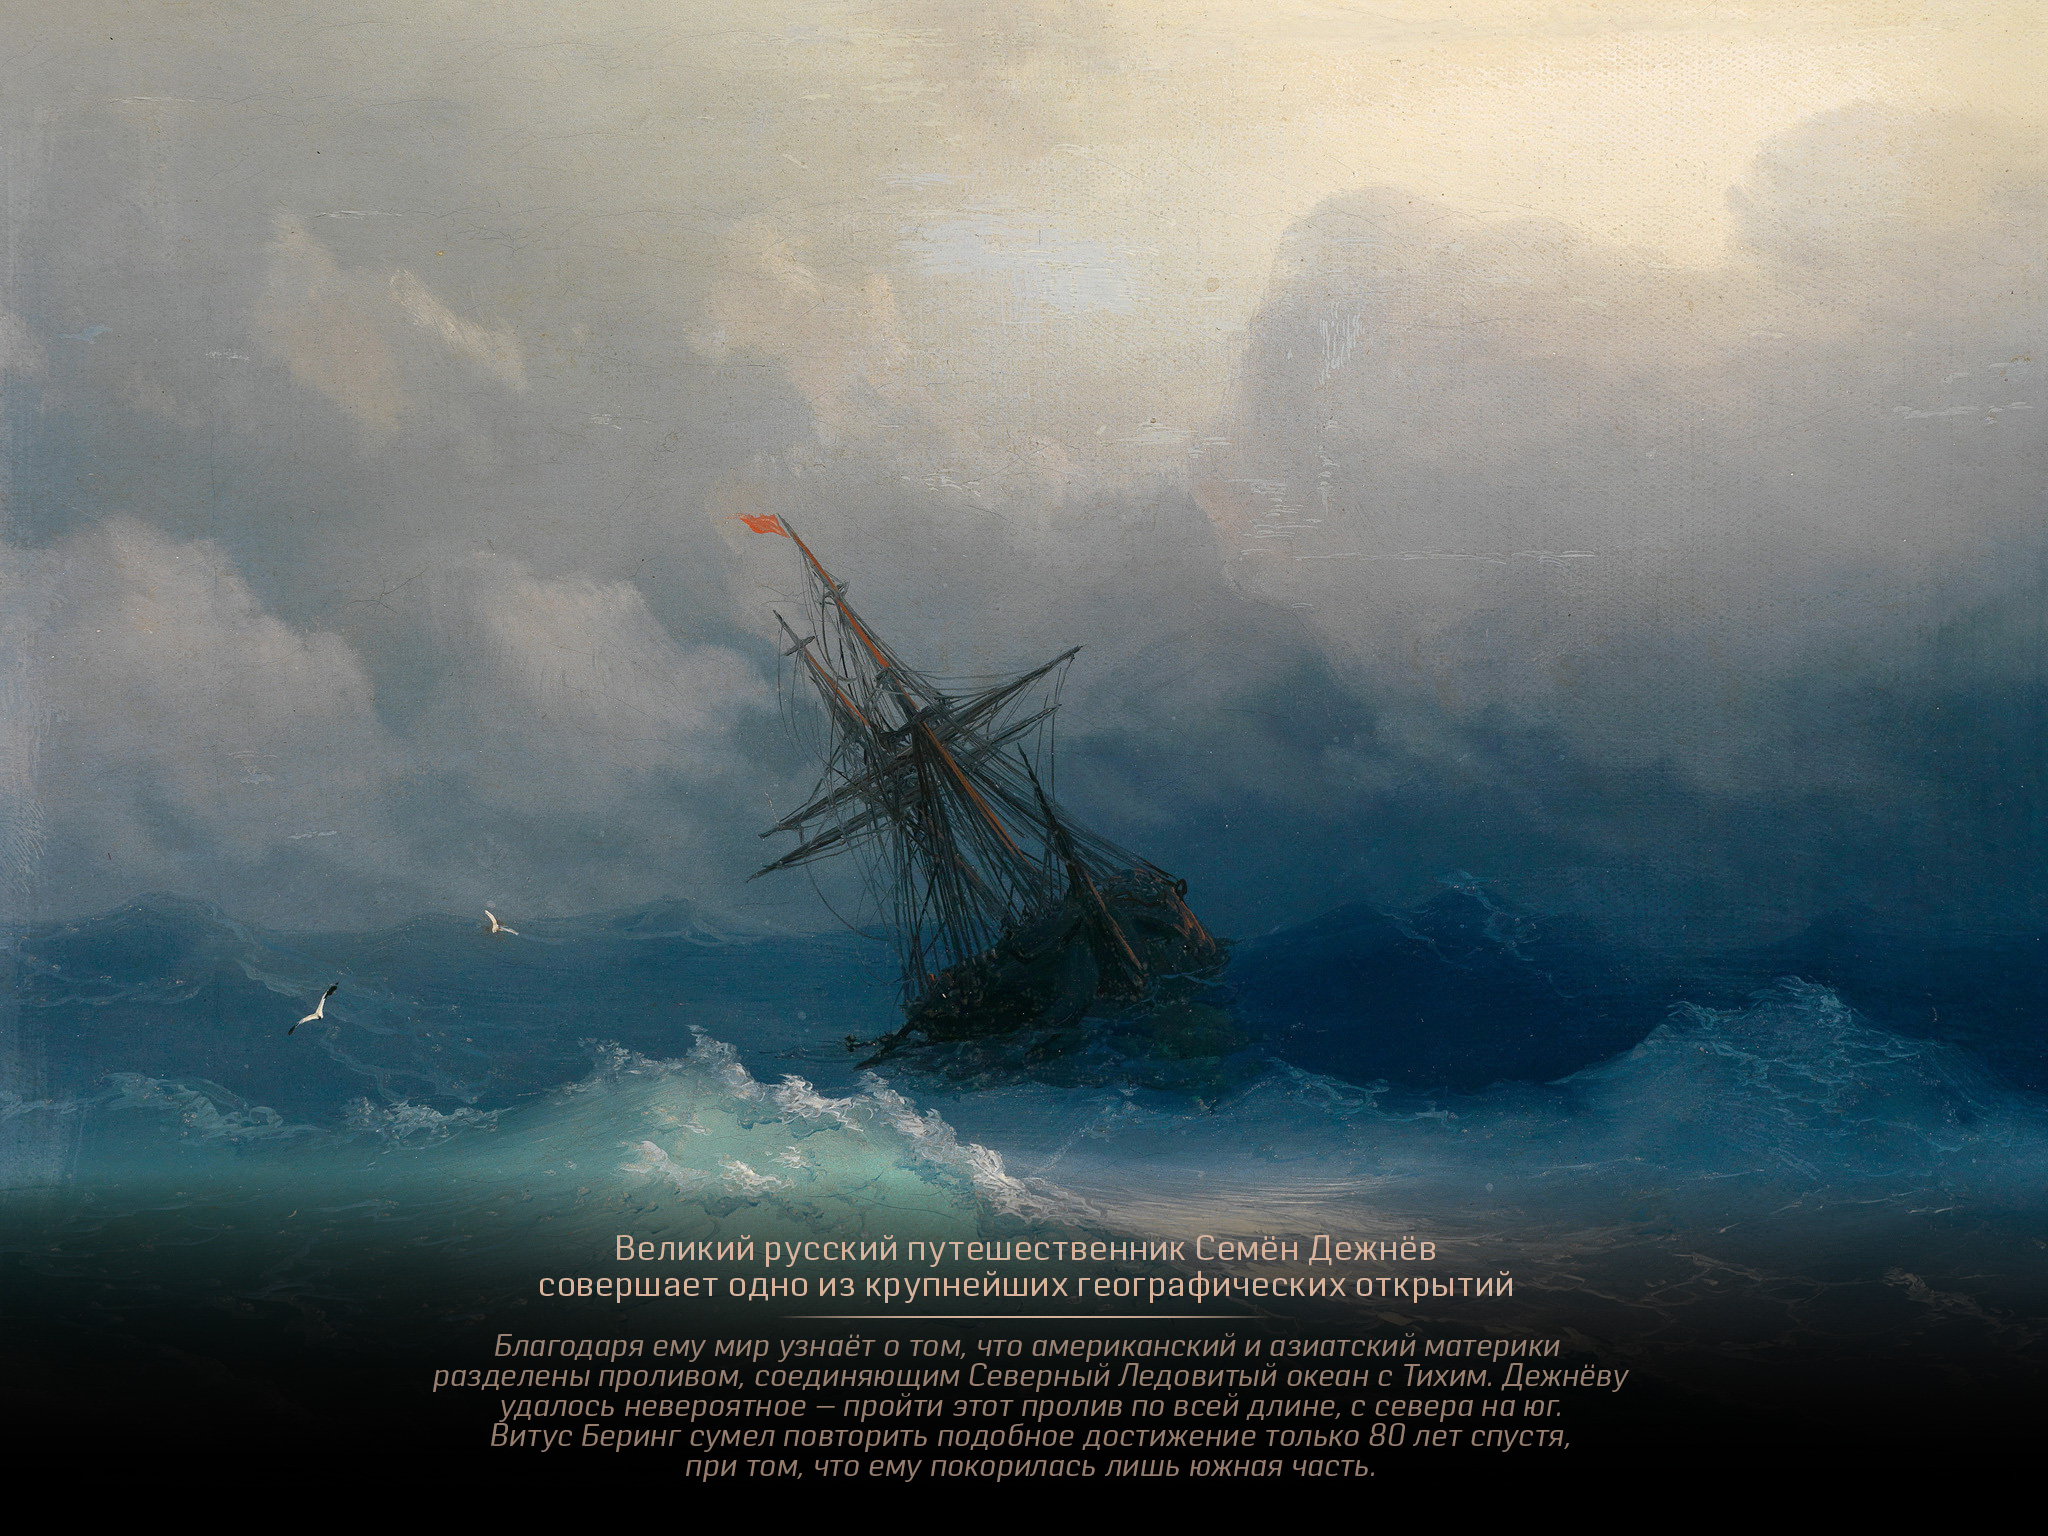 Великий русский путешественник Семён Дежнёв
совершает одно из крупнейших географических открытий
Благодаря ему мир узнаёт о том, что американский и азиатский материки
разделены проливом, соединяющим Северный Ледовитый океан с Тихим. Дежнёву
удалось невероятное – пройти этот пролив по всей длине, с севера на юг.
Витус Беринг сумел повторить подобное достижение только 80 лет спустя,
при том, что ему покорилась лишь южная часть.